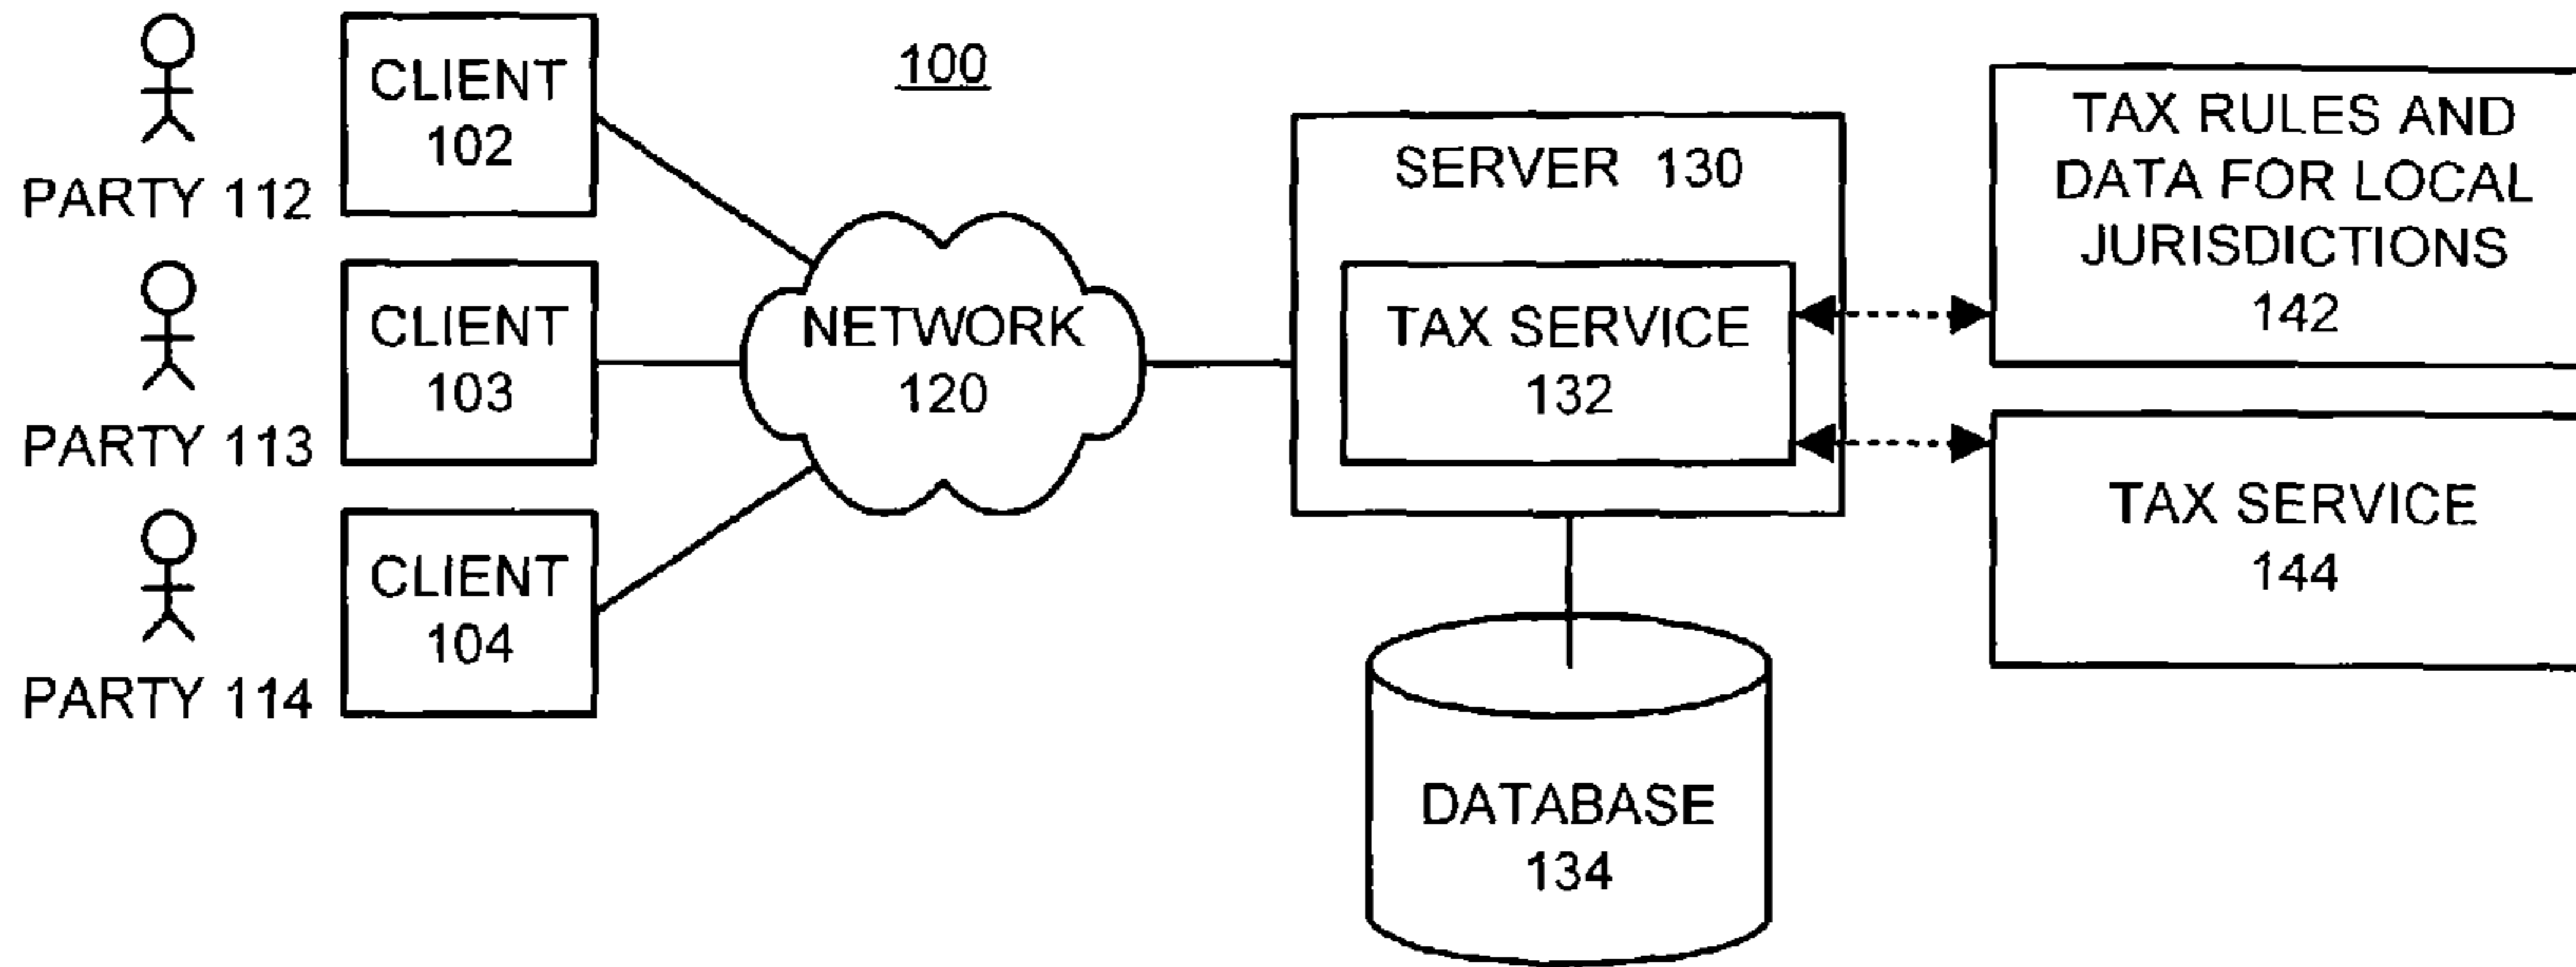 100
CLIENT
102
PARTY 112
CLIENT
103
PARTY 113
CLIENT
104
PARTY 114
NETWORK
120
SERVER 130
TAX SERVICE
132
DATABASE
134
TAX RULES AND
DATA FOR LOCAL
JURISDICTIONS
142
TAX SERVICE
144